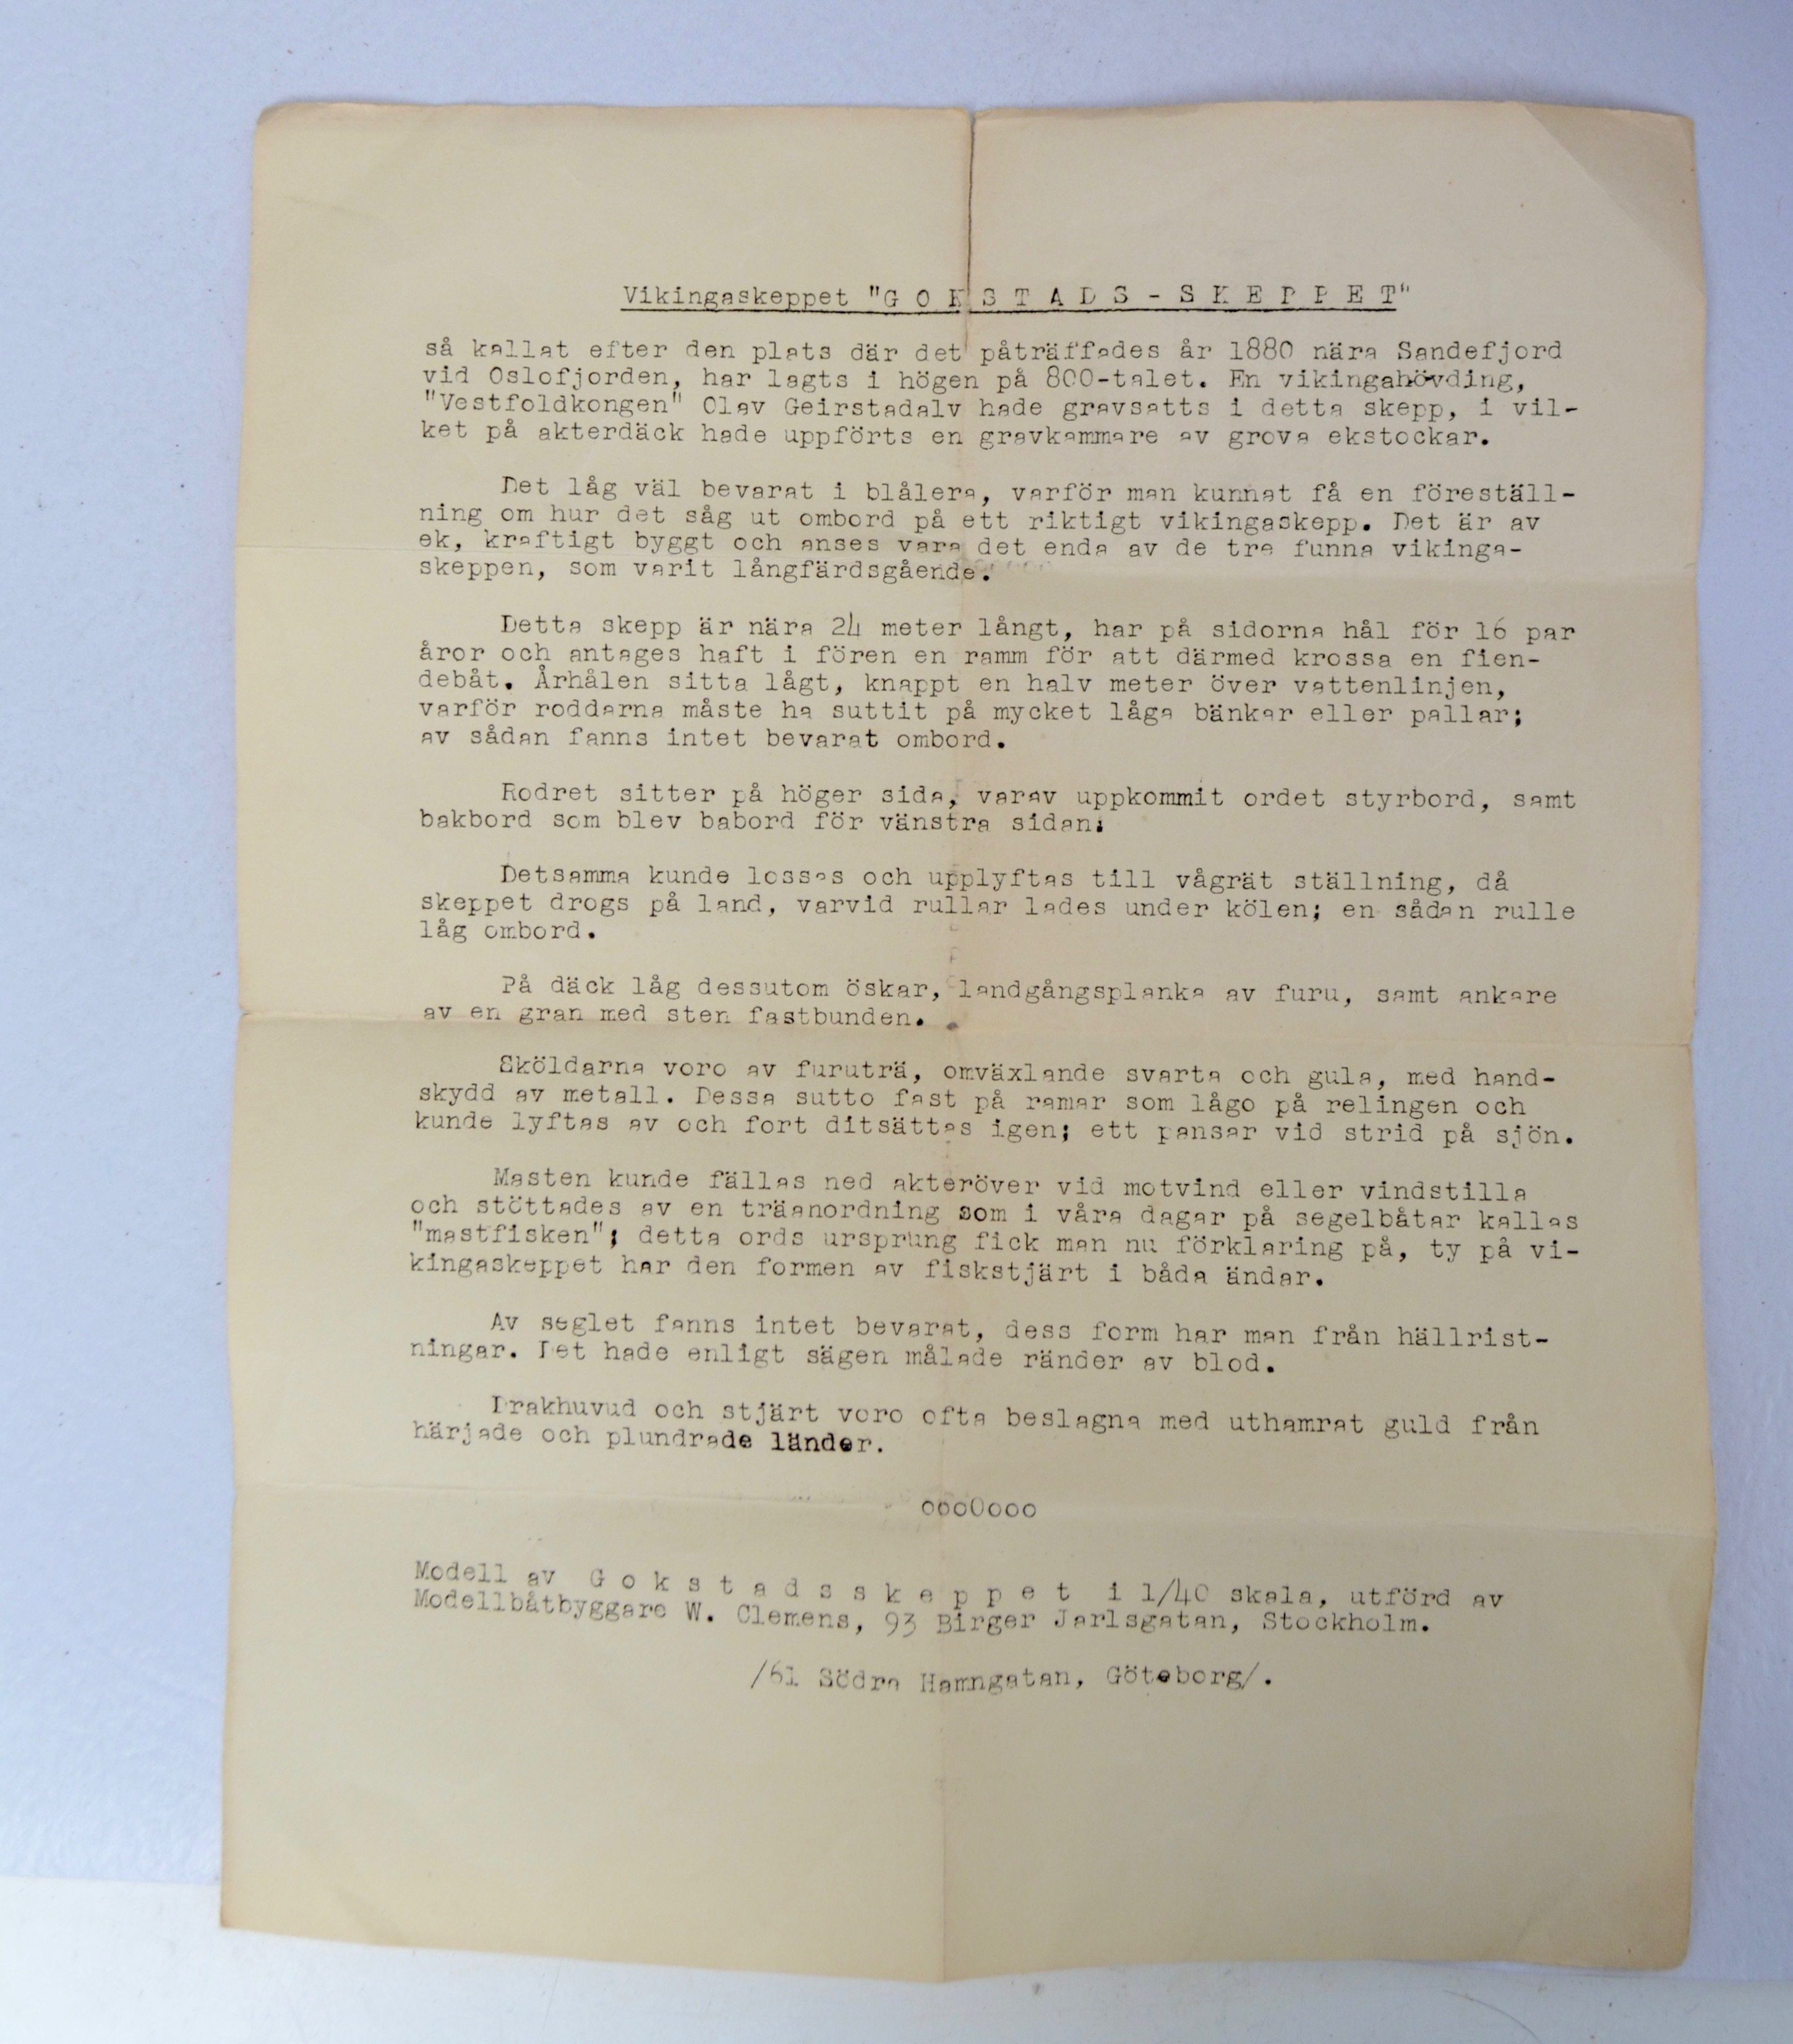 Vikingaskeppet "G O K S T A D S - S K E P P E T"
så kallat efter den plats där det påträffades år 1880 nära Sandefjord
vid Oslofjorden, har lagts i högen på 800-talet. En vikingahövding,
"Vestfoldkongen" Olav Geirstadalv hade gravsatts i detta skepp, i vil-
ket på akterdäck hade uppförts en gravkammare av grova ekstockar.
Det låg väl bevarat i blålera, varför man kunnat få en föreställ-
ning om hur det såg ut ombord på ett riktigt vikingaskepp. Det är av
ek, kraftigt byggt och anses vara det enda av de tre funna vikinga-
skeppen, som varit långfärdsgående.
Detta skepp är nära 24 meter långt, har på sidorna hål för 16 par
åror och antages haft i fören en ramm för att därmed krossa en fien-
debåt. Århålen sitta lågt, knappt en halv meter över vattenlinjen,
varför roddarna måste ha suttit på mycket låga bänkar eller pallar;
av sådan fanns intet bevarat ombord.
Rodret sitter på höger sida, varav uppkommit ordet styrbord, samt
bakbord som blev babord för vänstra sidan.
Detsamma kunde lossas och upplyftas till vågrät ställning, då
skeppet drogs på land, varvid rullar lades under kölen; en sådan rulle
låg ombord.
På däck låg dessutom öskar, landgångsplanka av furu, samt ankare
av en gran med sten fastbunden.
Sköldarna voro av furuträ, omväxlande svarta och gula, med hand-
skydd av metall. Dessa sutto fast på ramar som lågo på relingen och
kunde lyftas av och fort ditsättas igen; ett pansar vid strid på sjön.
Masten kunde fällas ned akteröver vid motvind eller vindstilla
och stöttades av en träanordning som i våra dagar på segelbåtar kallas
"mastfisken"; detta ords ursprung fick man nu förklaring på, ty på vi-
kingaskeppet har den formen av fiskstjärt i båda ändar.
Av seglet fanns intet bevarat, dess form har man från hällrist-
ningar. Det hade enligt sägen målade ränder av blod.
Drakhuvud och stjärt voro ofta beslagna med uthamrat guld från
härjade och plundrade länder.
oooOooo
Modell av G o k s t a d s s k e p p e t i 1/40 skala, utförd av
Modellbåtbyggare W. Clemens, 93 Birger Jarlsgatan, Stockholm.
/61 Södra Hamngatan, Göteborg/.